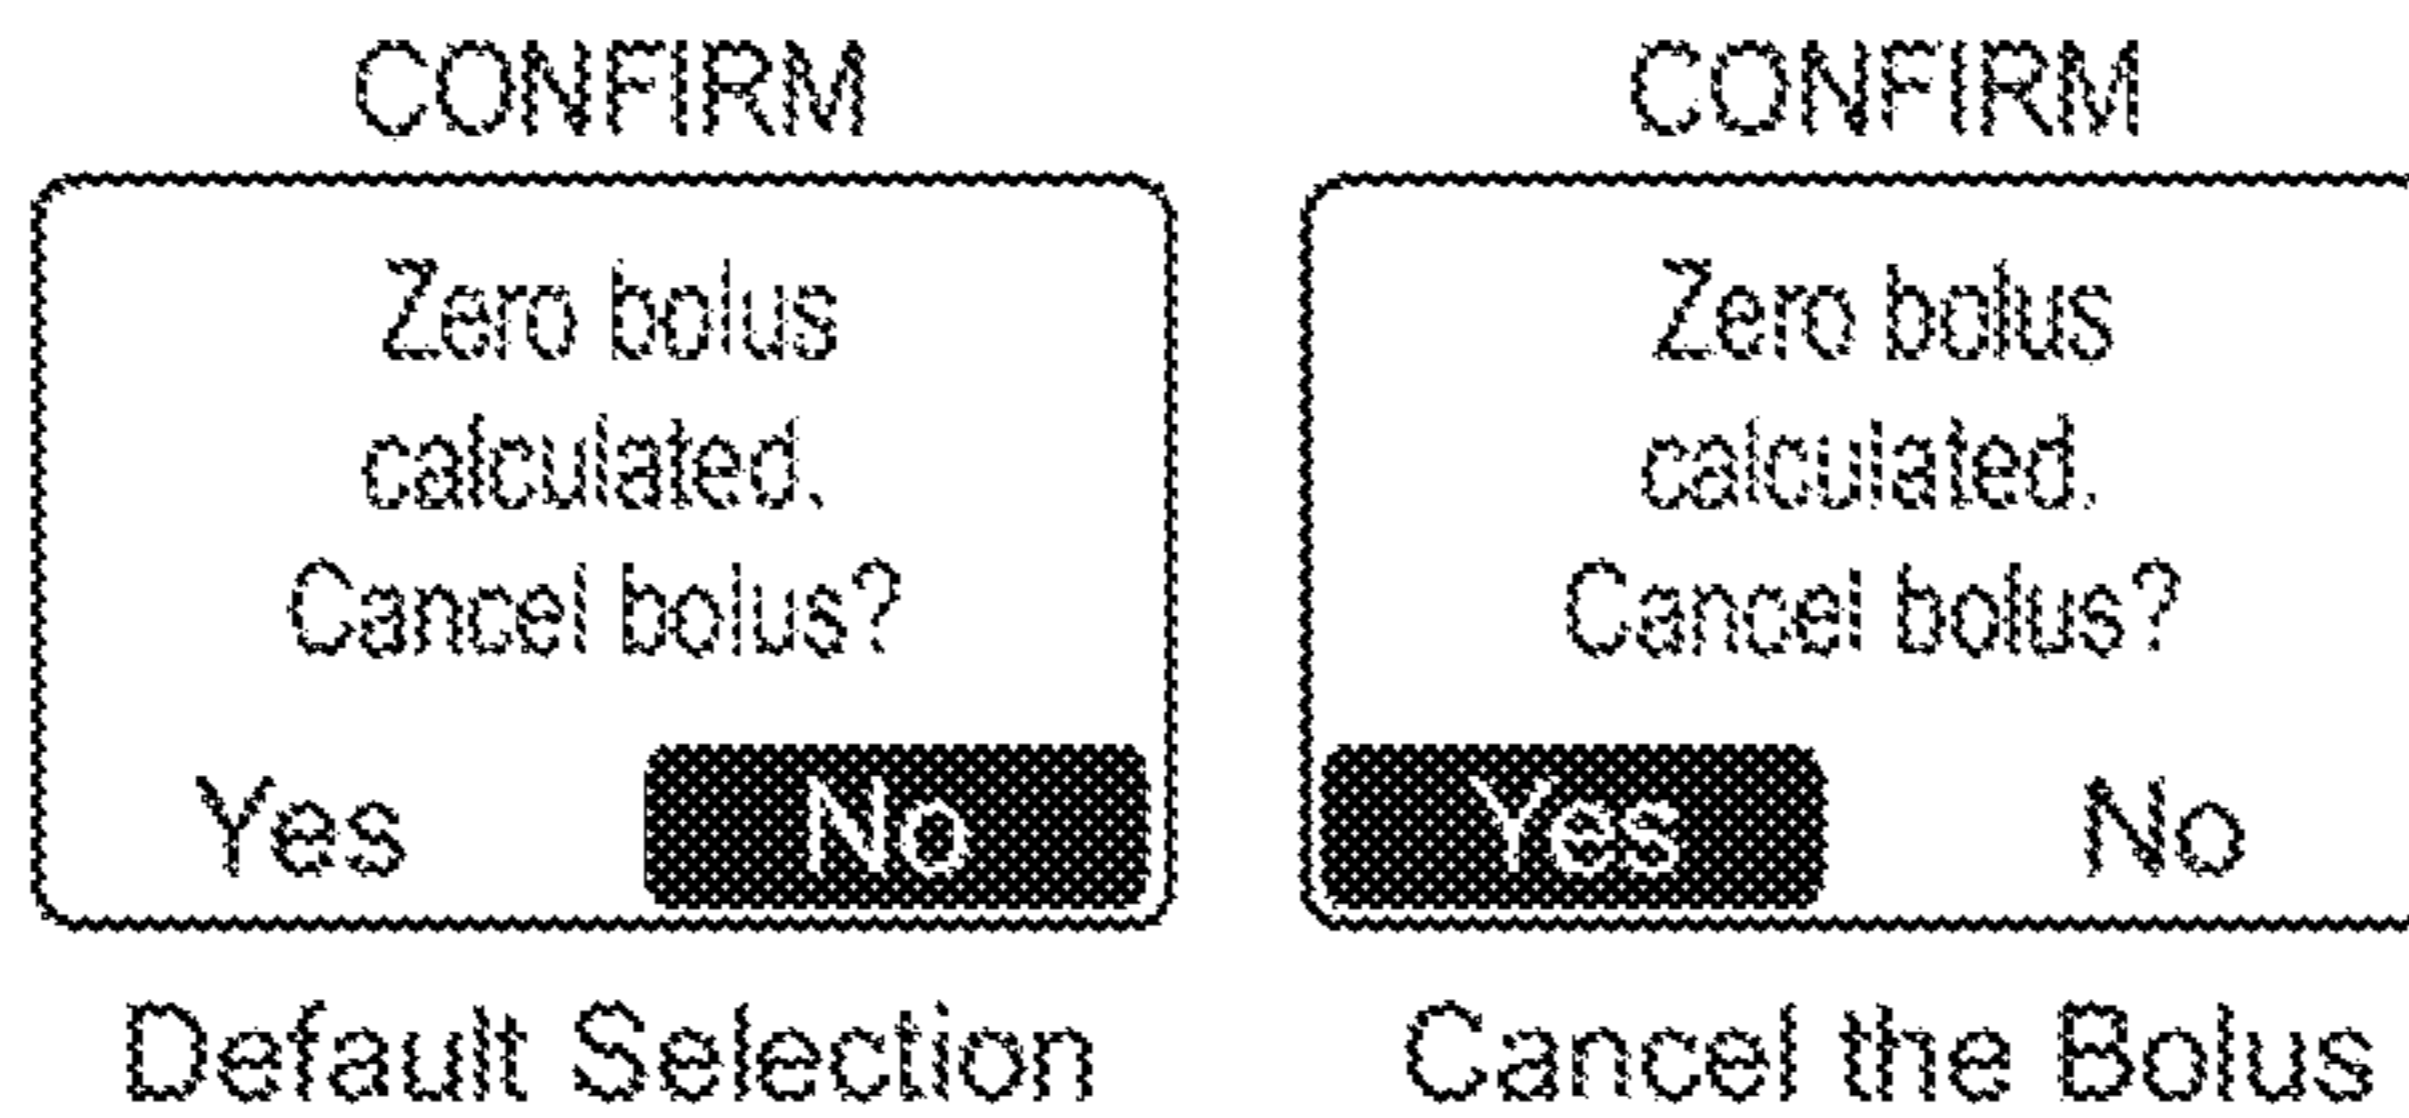 CONFIRM
Zero bolus
calculated.
Cancel bolus?
Yes No
Default Selection
CONFIRM
Zero bolus
calculated.
Cancel bolus?
Yes No
Cancel the Bolus